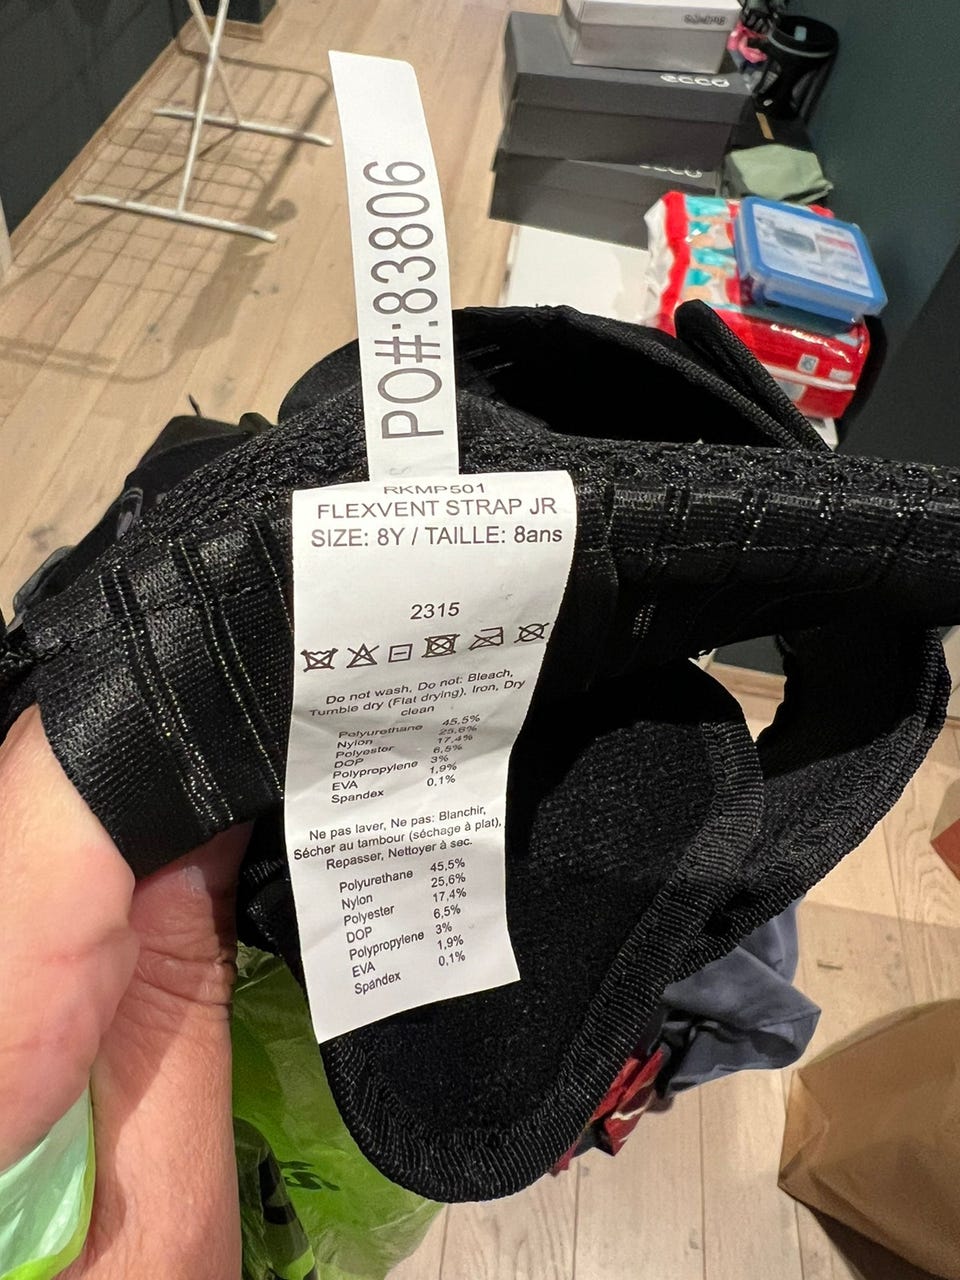 ecco
ecco
PO#:83806
RKMP501
FLEXVENT STRAP JR
SIZE: 8Y / TAILLE: 8ans
2315
Do not wash, Do not: Bleach,
Tumble dry (Flat drying), Iron, Dry
clean
Polyurethane 45,5%
Nylon 25,6%
Polyester 17,4%
DOP 6,5%
Polypropylene 3%
EVA 1,9%
Spandex 0,1%
Ne pas laver, Ne pas: Blanchir,
Sécher au tambour (séchage à plat),
Repasser, Nettoyer à sec.
Polyurethane 45,5%
Nylon 25,6%
Polyester 17,4%
DOP 6,5%
Polypropylene 3%
EVA 1,9%
Spandex 0,1%